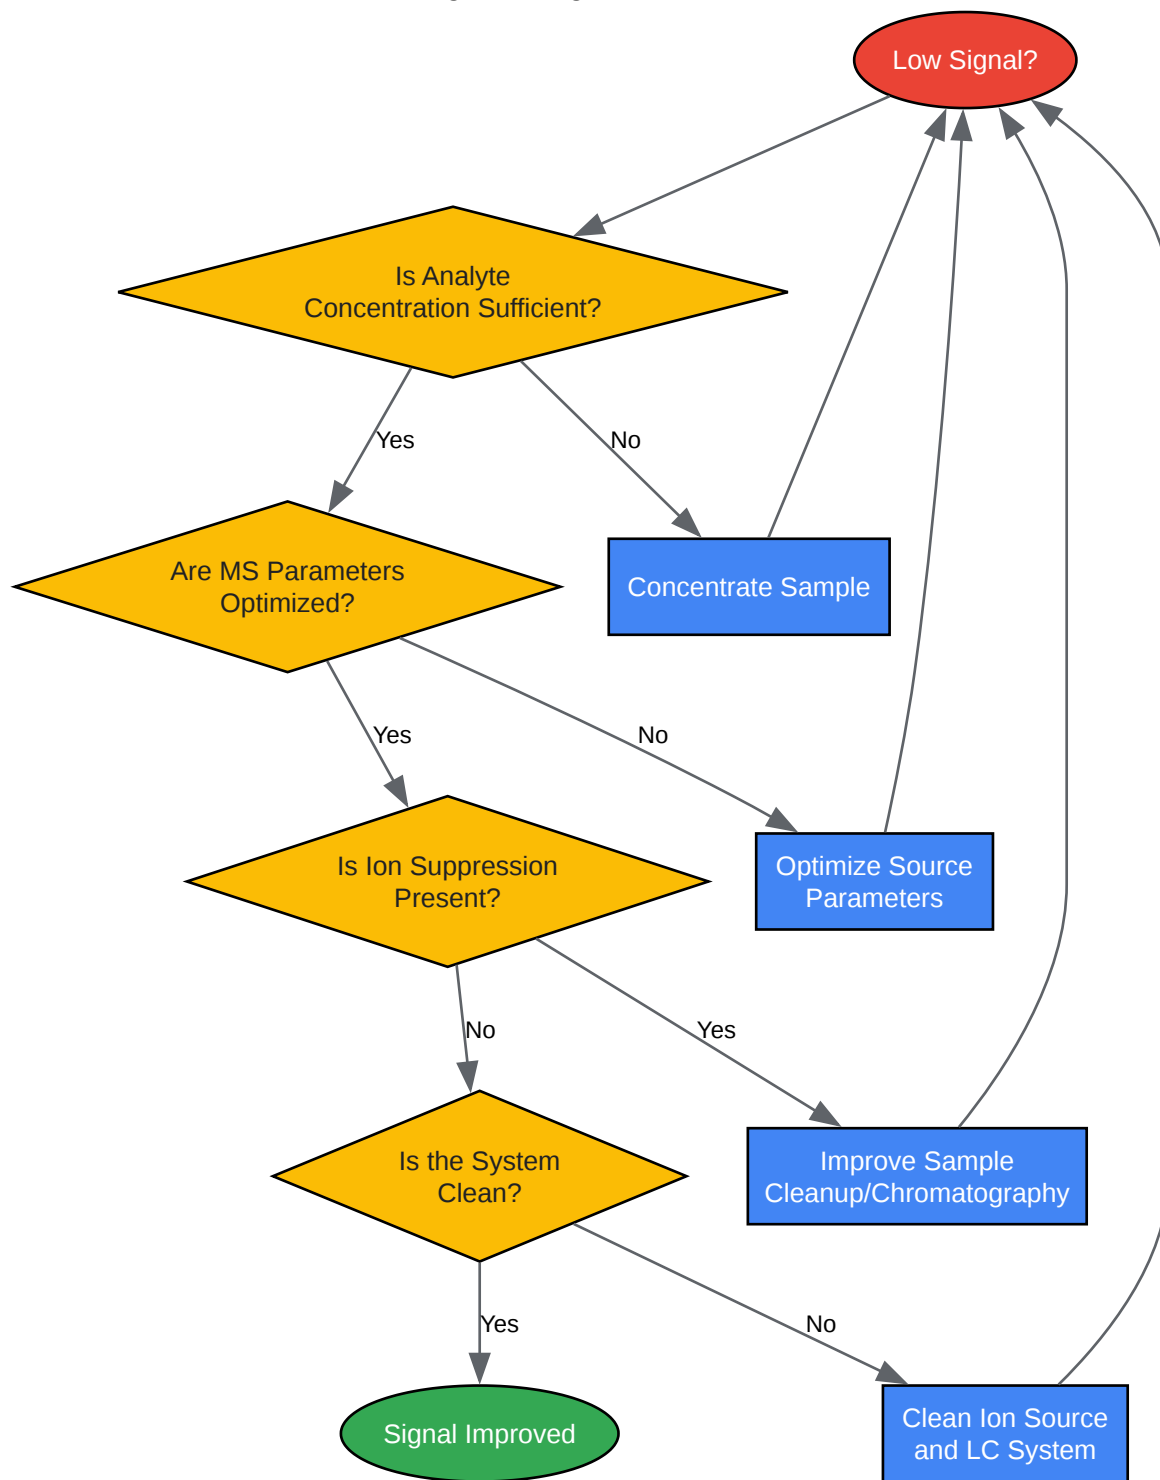 Low Signal?
Is Analyte
Concentration Sufficient?
Yes
No
Are MS Parameters
Optimized?
Concentrate Sample
Yes
No
Is Ion Suppression
Present?
Optimize Source
Parameters
No
Yes
Is the System
Clean?
Improve Sample
Cleanup/Chromatography
Yes
No
Signal Improved
Clean Ion Source
and LC System